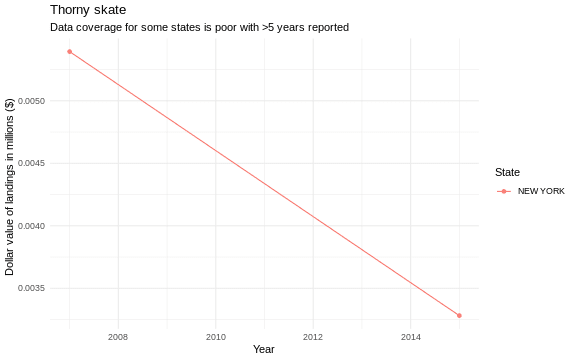 Thorny skate
Data coverage for some states is poor with >5 years reported
Dollar value of landings in millions ($)
0.0050
0.0045
0.0040
0.0035
2008 2010 2012 2014
Year
State
NEW YORK